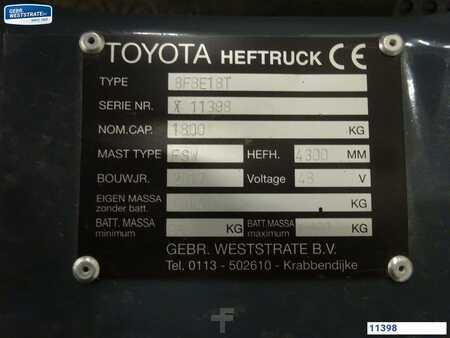 GEBR.
WESTSTRATE B.V.
TOYOTA HEFTRUCK CE
TYPE 8FBE18T
SERIE NR. X 11398
NOM.CAP. 1800 KG
MAST TYPE FSW HEFH. 4300 MM
BOUWJR. Voltage 48 V
EIGEN MASSA
zonder batt. KG
BATT. MASSA
minimum KG BATT.MASSA
maximum KG
GEBR. WESTSTRATE B.V.
Tel. 0113 - 502610 - Krabbendijke
11398